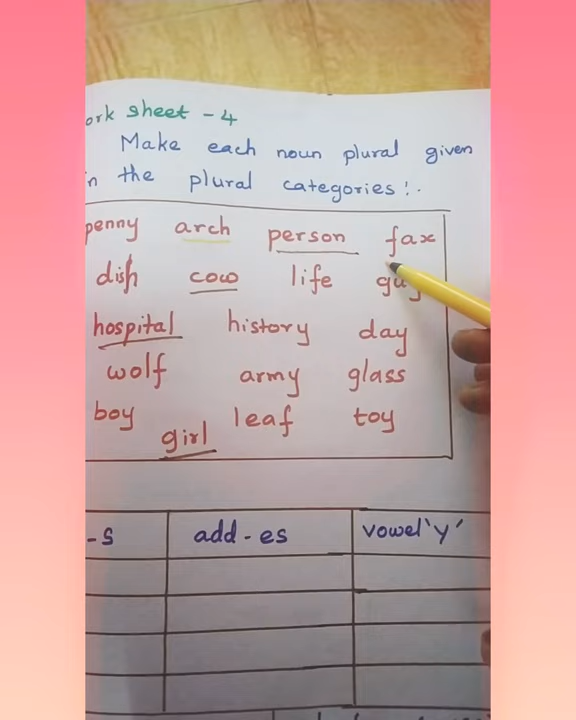 ork sheet - 4
Make each noun plural given
n the plural categories!.
penny arch person fax
dish cow life guy
hospital history day
wolf army glass
boy girl leaf toy
-s add-es vowel 'y'